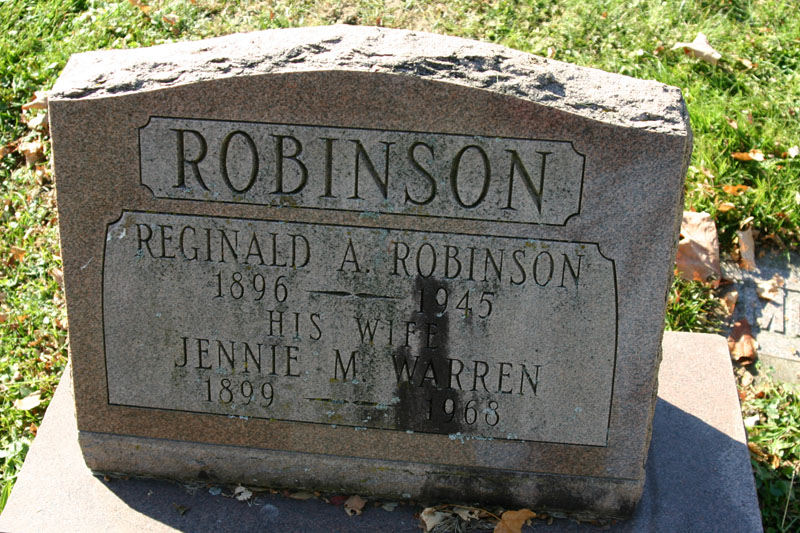 ROBINSON
REGINALD A. ROBINSON
1896 — 1945
HIS WIFE
JENNIE M. WARREN
1899 — 1968